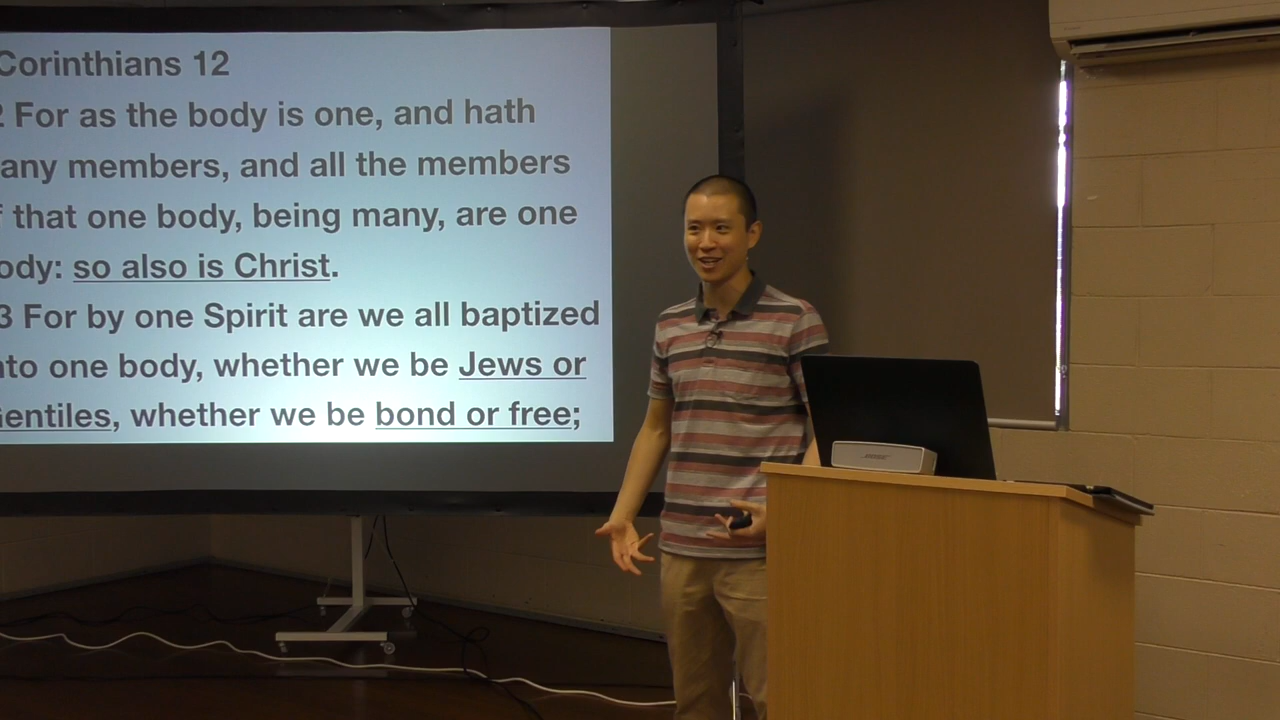 Corinthians 12
2 For as the body is one, and hath
any members, and all the members
f that one body, being many, are one
ody: so also is Christ.
3 For by one Spirit are we all baptized
nto one body, whether we be Jews or
entiles, whether we be bond or free;
BOSE